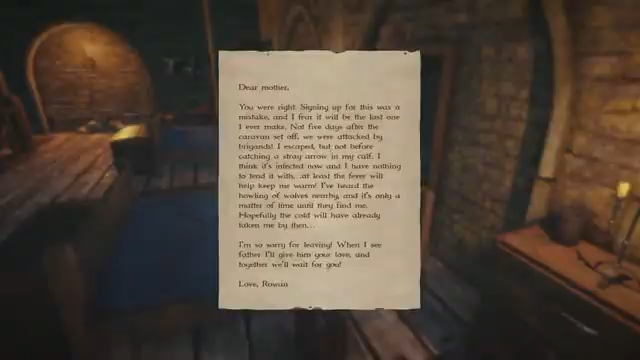 Dear mother,
You were right. Signing up for this was a
mistake, and I fear it will be the last one
I ever make. Not five days after the
caravan set off, we were attacked by
brigands! I escaped, but not before
catching a stray arrow in my calf. I
think it's infected now and I have nothing
to tend it with...at least the fever will
help keep me warm! I've heard the
howling of wolves nearby, and it's only a
matter of time until they find me.
Hopefully the cold will have already
taken me by then...
I'm so sorry for leaving! When I see
father I'll give him your love, and
together we'll wait for you!
Love, Rowan